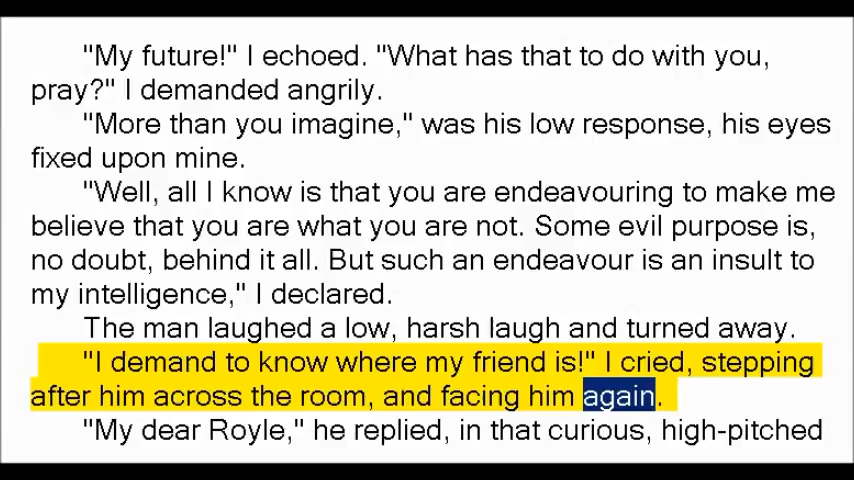 "My future!" I echoed. "What has that to do with you,
pray?" I demanded angrily.
"More than you imagine," was his low response, his eyes
fixed upon mine.
"Well, all I know is that you are endeavouring to make me
believe that you are what you are not. Some evil purpose is,
no doubt, behind it all. But such an endeavour is an insult to
my intelligence," I declared.
The man laughed a low, harsh laugh and turned away.
"I demand to know where my friend is!" I cried, stepping
after him across the room, and facing him again.
"My dear Royle," he replied, in that curious, high-pitched